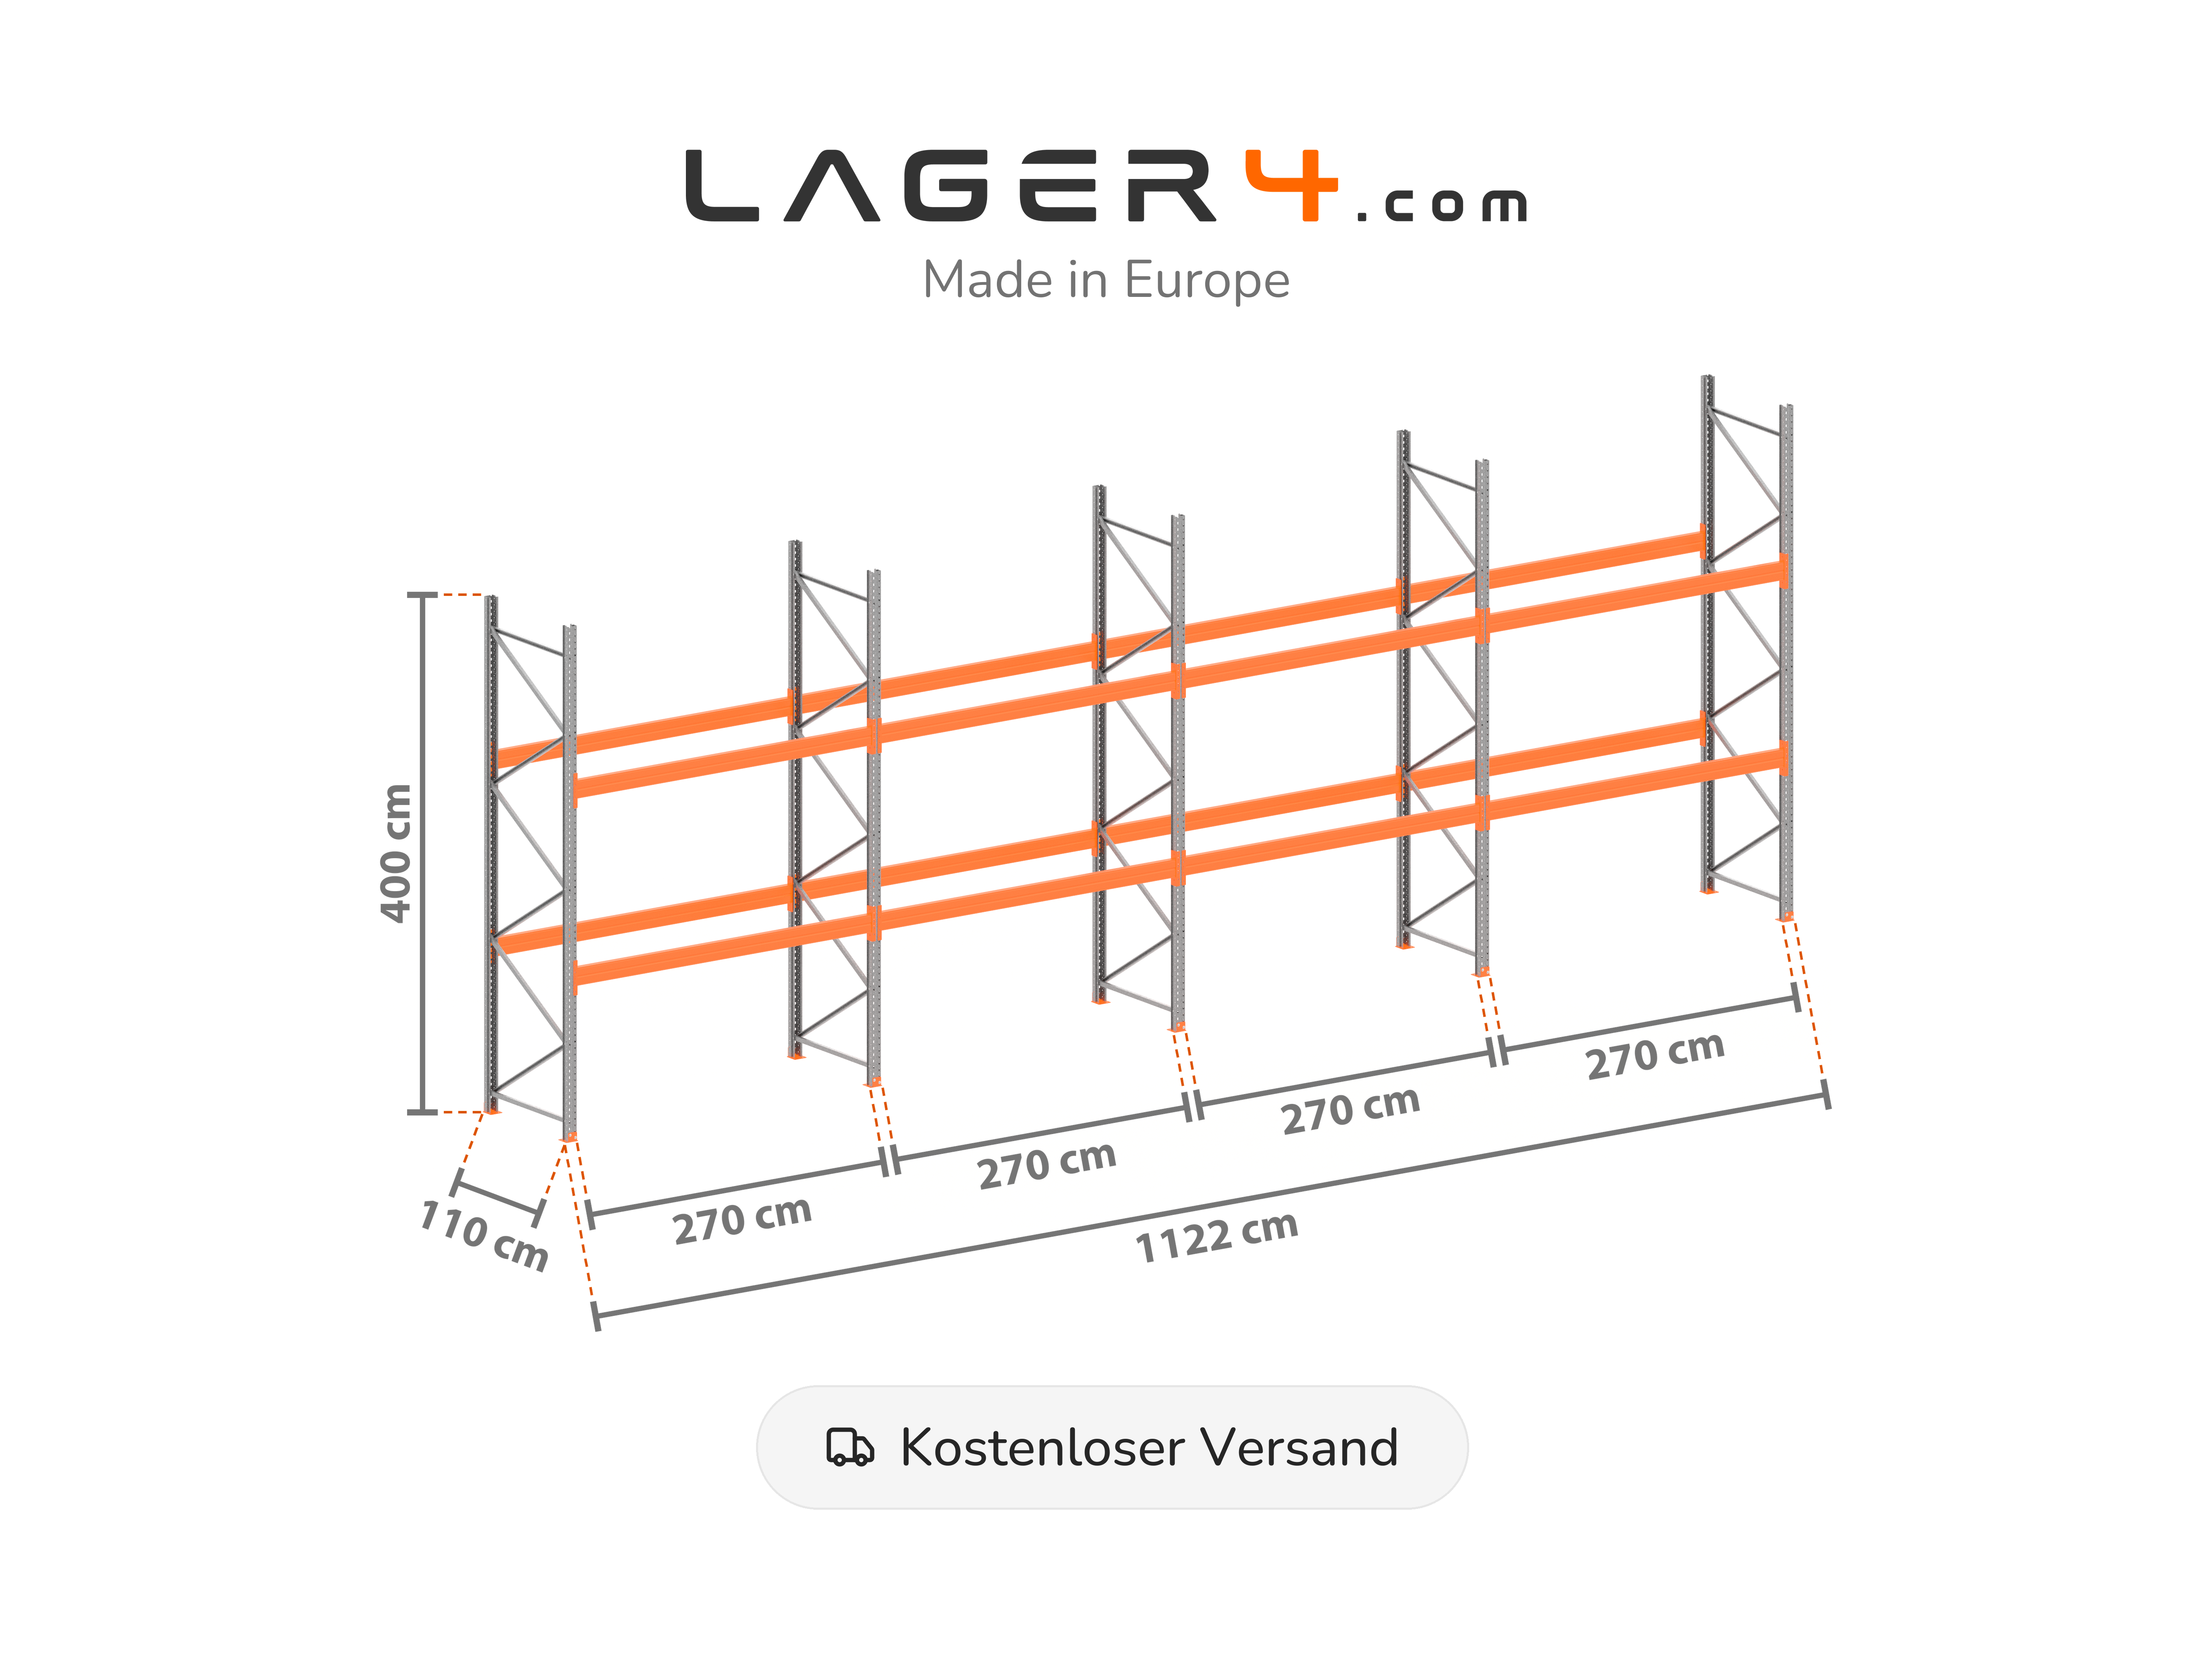 LAGER4.com
Made in Europe
400 cm
110 cm
270 cm
270 cm
270 cm
270 cm
1122 cm
Kostenloser Versand